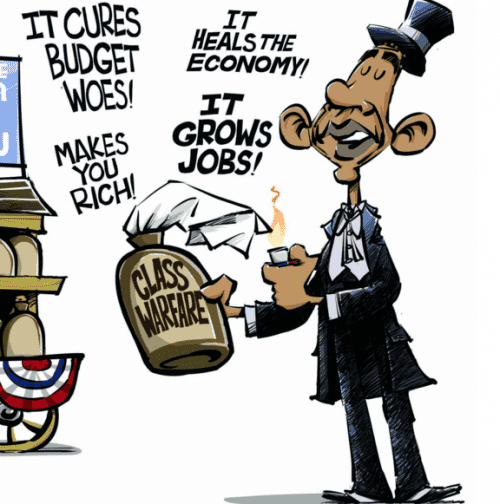 IT CURES
BUDGET
WOES!
IT
HEALS THE
ECONOMY!
IT
GROWS
JOBS!
MAKES
YOU
RICH!
CLASS
WARFARE